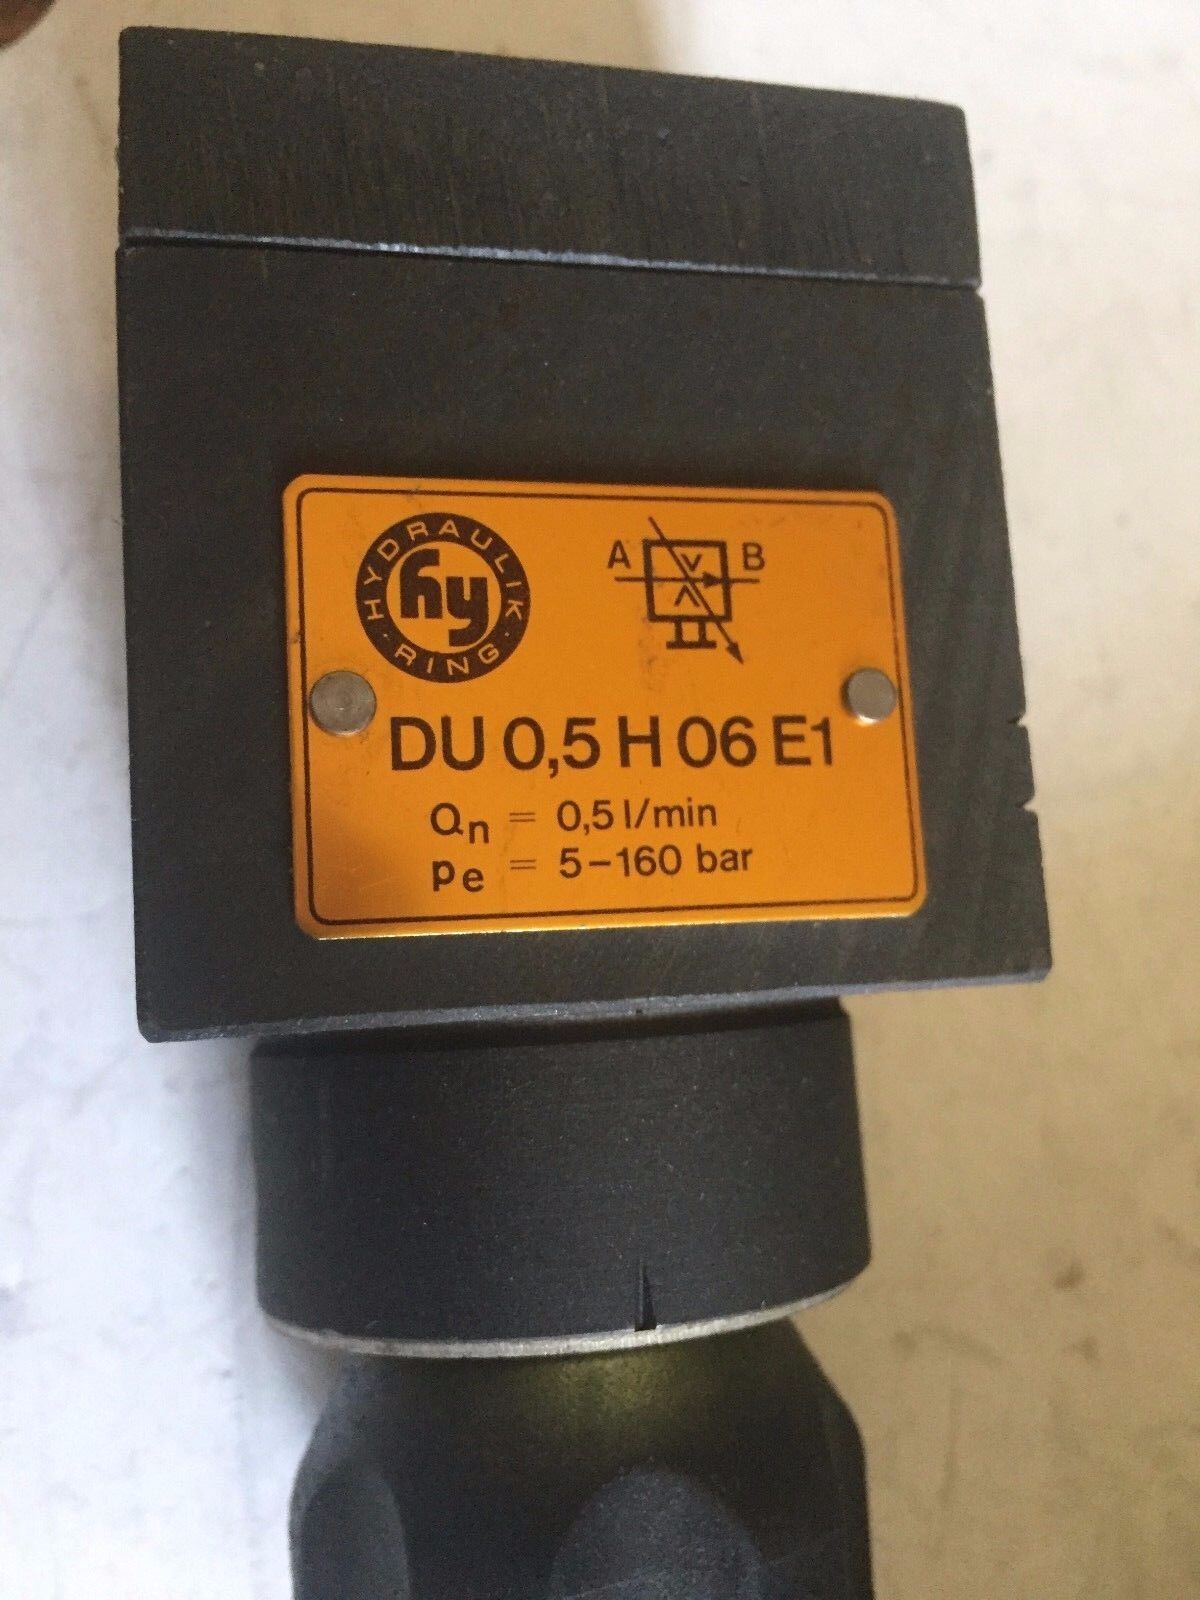 HYDRAULIK
hy
RING
A B
DU 0,5 H 06 E1
Qn = 0,5 l/min
pe = 5–160 bar